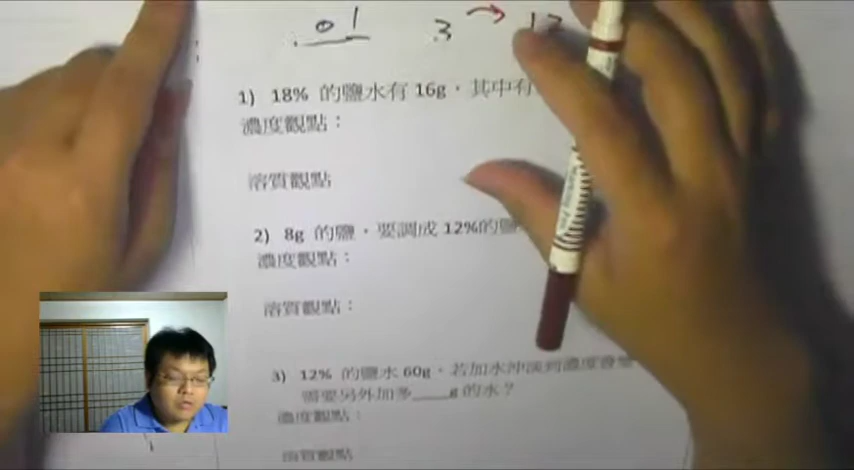 01 3 → 12
1) 18% 的鹽水有 16g，其中有
濃度觀點：
溶質觀點
2) 8g 的鹽，要調成 12%的鹽
濃度觀點：
溶質觀點：
3) 12% 的鹽水 60g，若加水沖淡到濃度
需要另外加多____g 的水？
濃度觀點：
溶質觀點